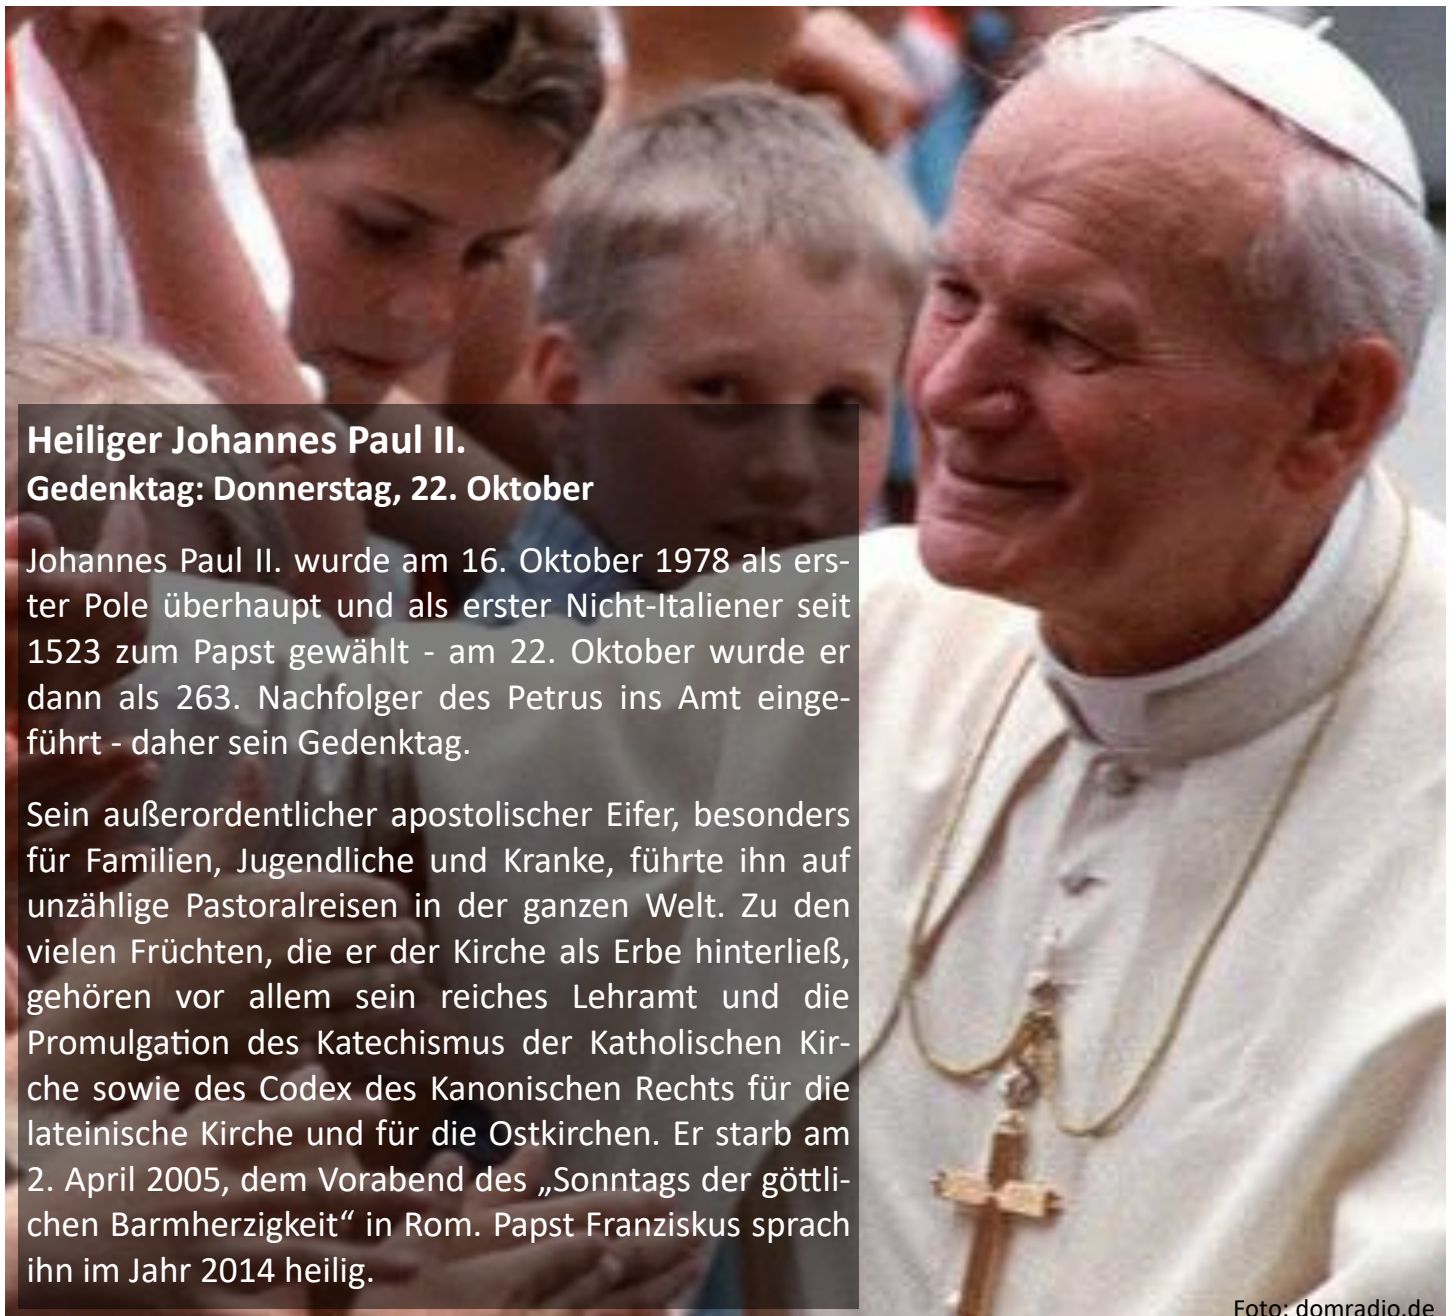 Heiliger Johannes Paul II.
Gedenktag: Donnerstag, 22. Oktober
Johannes Paul II. wurde am 16. Oktober 1978 als ers-
ter Pole überhaupt und als erster Nicht-Italiener seit
1523 zum Papst gewählt - am 22. Oktober wurde er
dann als 263. Nachfolger des Petrus ins Amt einge-
führt - daher sein Gedenktag.
Sein außerordentlicher apostolischer Eifer, besonders
für Familien, Jugendliche und Kranke, führte ihn auf
unzählige Pastoralreisen in der ganzen Welt. Zu den
vielen Früchten, die er der Kirche als Erbe hinterließ,
gehören vor allem sein reiches Lehramt und die
Promulgation des Katechismus der Katholischen Kir-
che sowie des Codex des Kanonischen Rechts für die
lateinische Kirche und für die Ostkirchen. Er starb am
2. April 2005, dem Vorabend des „Sonntags der göttli-
chen Barmherzigkeit“ in Rom. Papst Franziskus sprach
ihn im Jahr 2014 heilig.
Foto: domradio.de